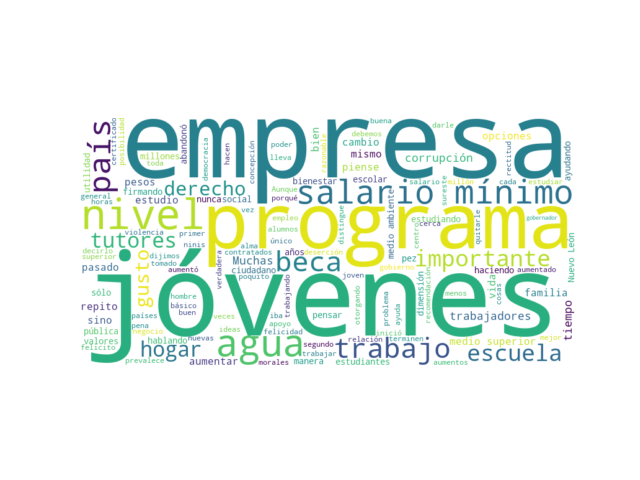 empresa
programa
jóvenes
salario mínimo
nivel
país
agua
trabajo
beca
importante
hogar
escuela
tutores
derecho
gusto
tiempo
corrupción
opciones
cambio
mismo
piense
bien
millones
pesos
firmando
estudio
nunca
social
Muchas
bienestar
escolar
estudiando
medio ambiente
pez
haciendo
vida
familia
trabajadores
medio superior
estudiantes
manera
aumentar
hablando
valores
pública
sino
repito
sólo
pasado
ciudadano
dimensión
Nuevo León
ayudando
rectitud
sureste
quitarle
distingue
debemos
darle
buena
poder
lleva
hacen
democracia
concepción
abandonó
certificado
posibilidad
utilidad
general
horas
toda
violencia
ninis
dijimos
tomado
aumentó
decirlo
superior
países
pena
básico
buen
hombre
negocio
felicito
prevalece
morales
nuevas
ideas
veces
apoyo
felicidad
iba
trabajando
segundo
trabajar
relación
pensar
otorgando
ayuda
problema
inició
terminen
recomendación
gobierno
menos
cosas
mejor
aumentos
aumentado
gobernador
cerca
centro
cada
estudiar
salario
Aunque
porqué
empleo
alumnos
único
años
deserción
joven
contratados
poquito
alma
verdadera
vez
primer